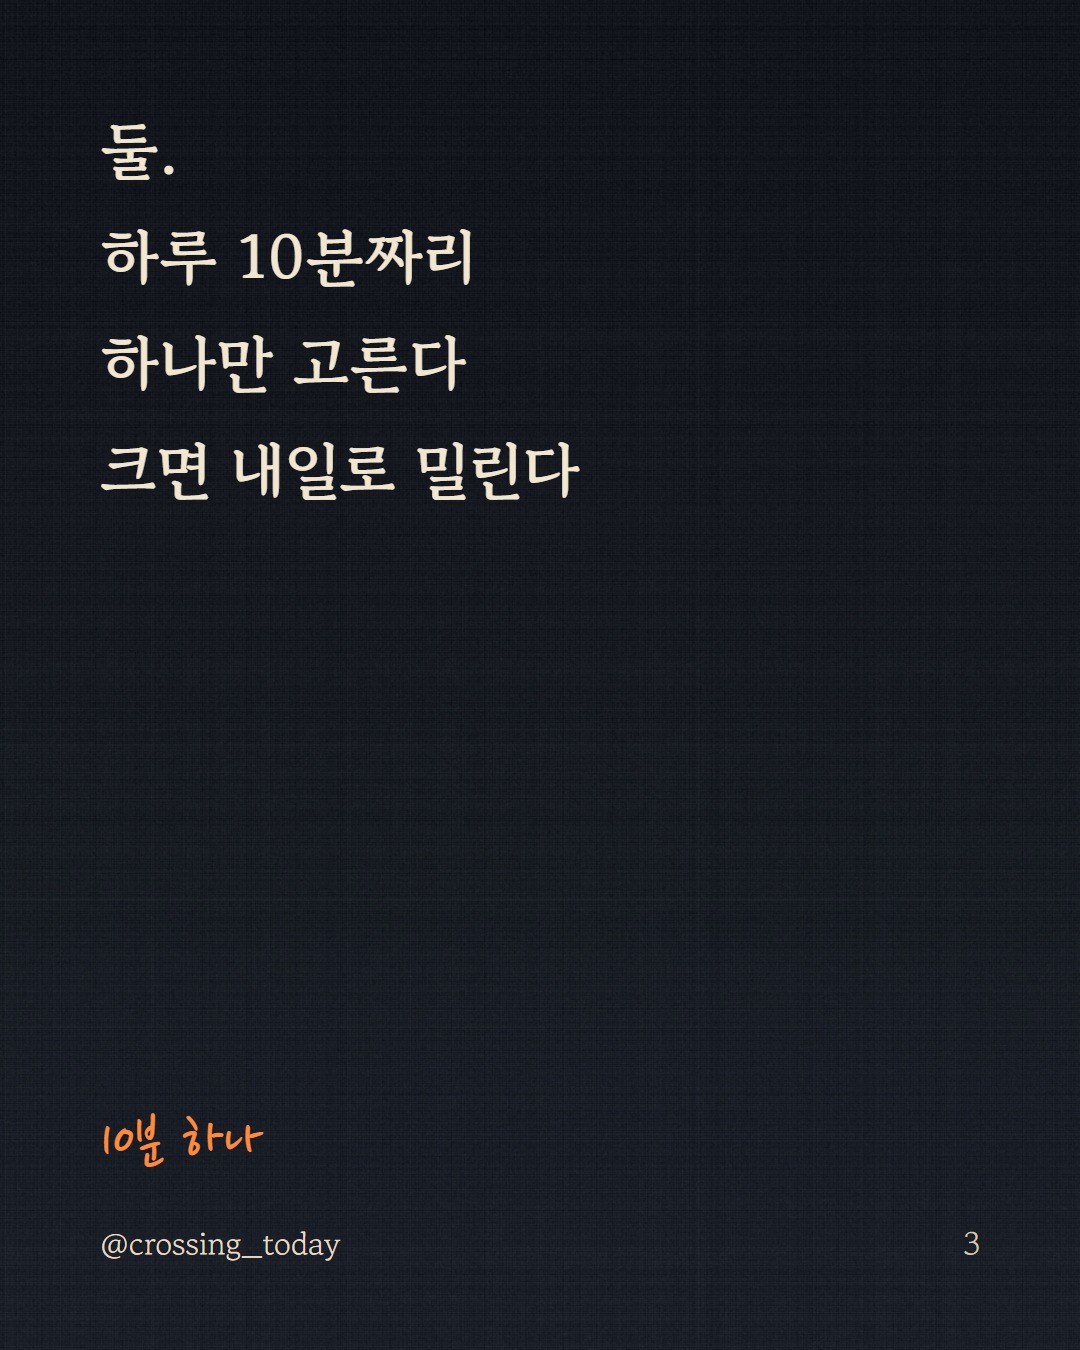 둘.
하루 10분짜리
하나만 고른다
크면 내일로 밀린다
10분 하나
@crossing_today
3